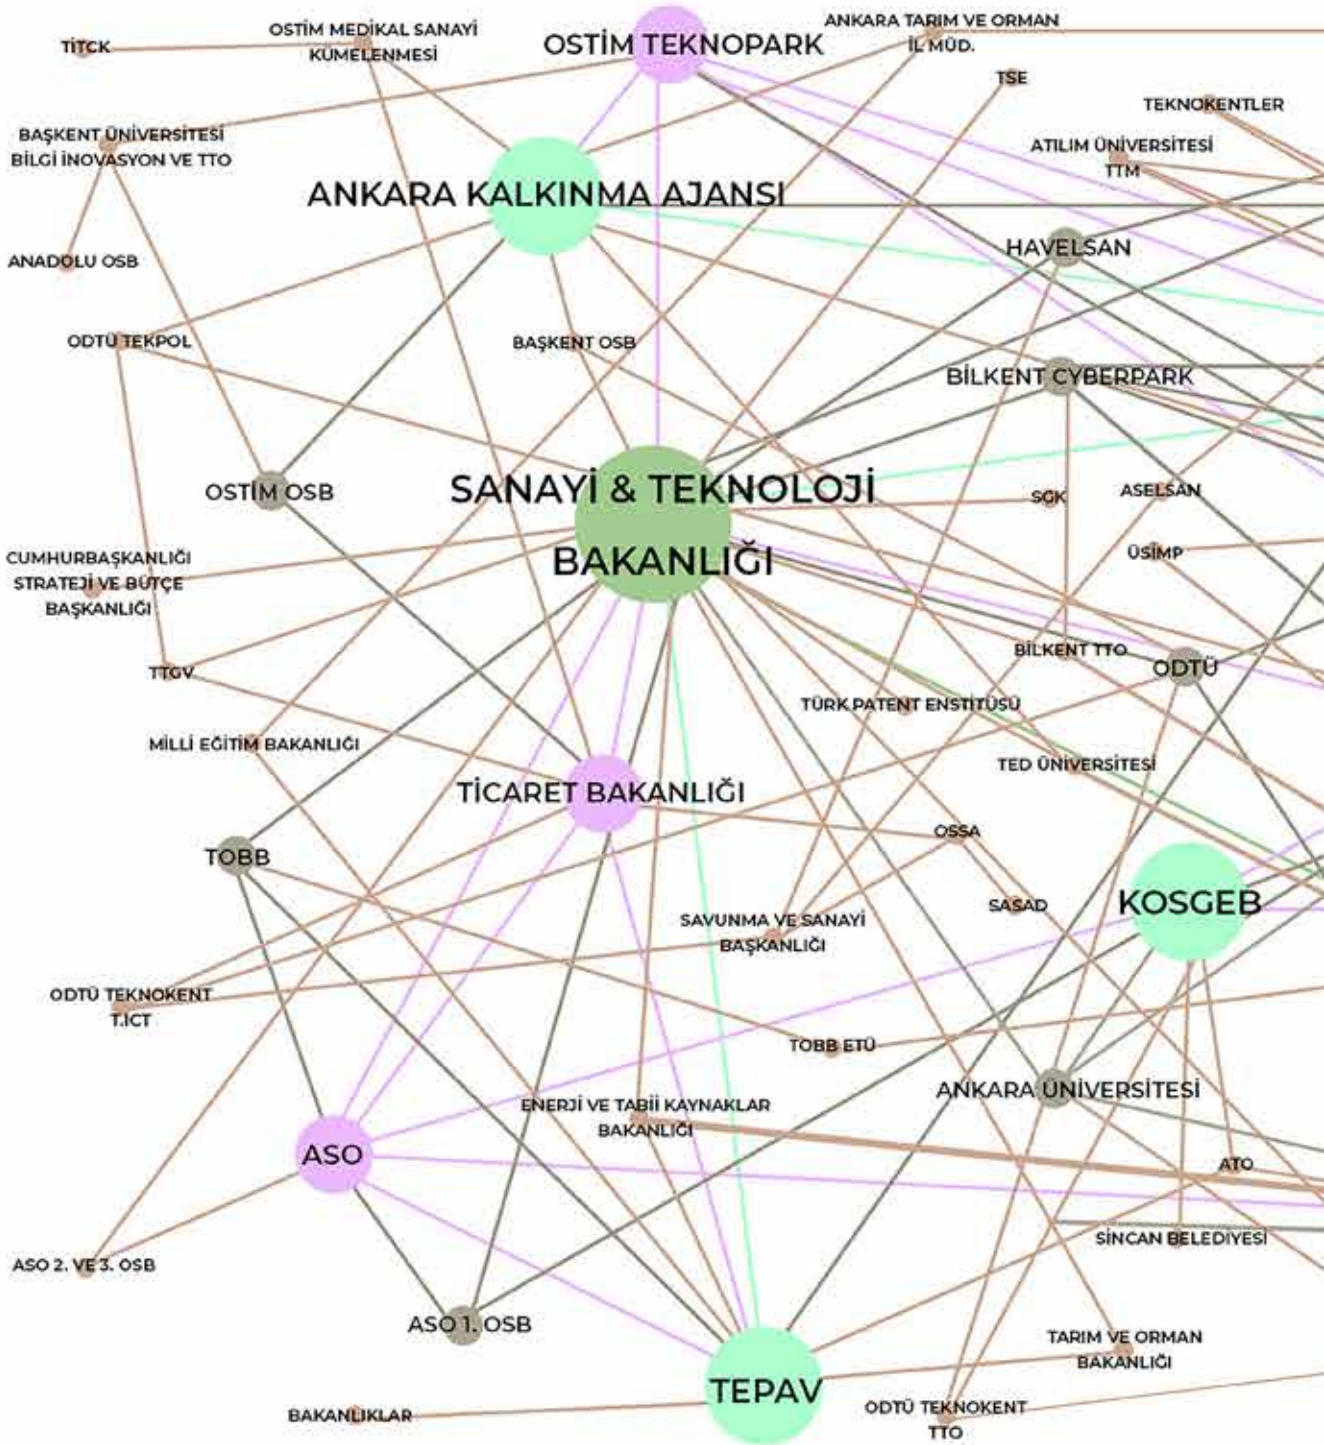 OSTİM MEDİKAL SANAYİ
KÜMELENMESİ
TİTCK
OSTİM TEKNOPARK
ANKARA TARIM VE ORMAN
İL MÜD.
TSE
TEKNOKENTLER
BAŞKENT ÜNİVERSİTESİ
BİLGİ İNOVASYON VE TTO
ATILIM ÜNİVERSİTESİ
TTM
ANKARA KALKINMA AJANSI
HAVELSAN
ANADOLU OSB
ODTÜ TEKPOL
BAŞKENT OSB
BİLKENT CYBERPARK
OSTİM OSB
SANAYİ & TEKNOLOJİ
BAKANLIĞI
SGK
ASELSAN
ÜSİMP
CUMHURBAŞKANLIĞI
STRATEJİ VE BÜTÇE
BAŞKANLIĞI
TTGV
BİLKENT TTO
ODTÜ
TÜRK PATENT ENSTİTÜSÜ
MİLLİ EĞİTİM BAKANLIĞI
TED ÜNİVERSİTESİ
TİCARET BAKANLIĞI
OSSA
TOBB
KOSGEB
SASAD
SAVUNMA VE SANAYİ
BAŞKANLIĞI
ODTÜ TEKNOKENT
T.ICT
TOBB ETÜ
ANKARA ÜNİVERSİTESİ
ENERJİ VE TABİİ KAYNAKLAR
BAKANLIĞI
ASO
ATO
SİNCAN BELEDİYESİ
ASO 2. VE 3. OSB
ASO 1. OSB
TARIM VE ORMAN
BAKANLIĞI
TEPAV
BAKANLIKLAR
ODTÜ TEKNOKENT
TTO